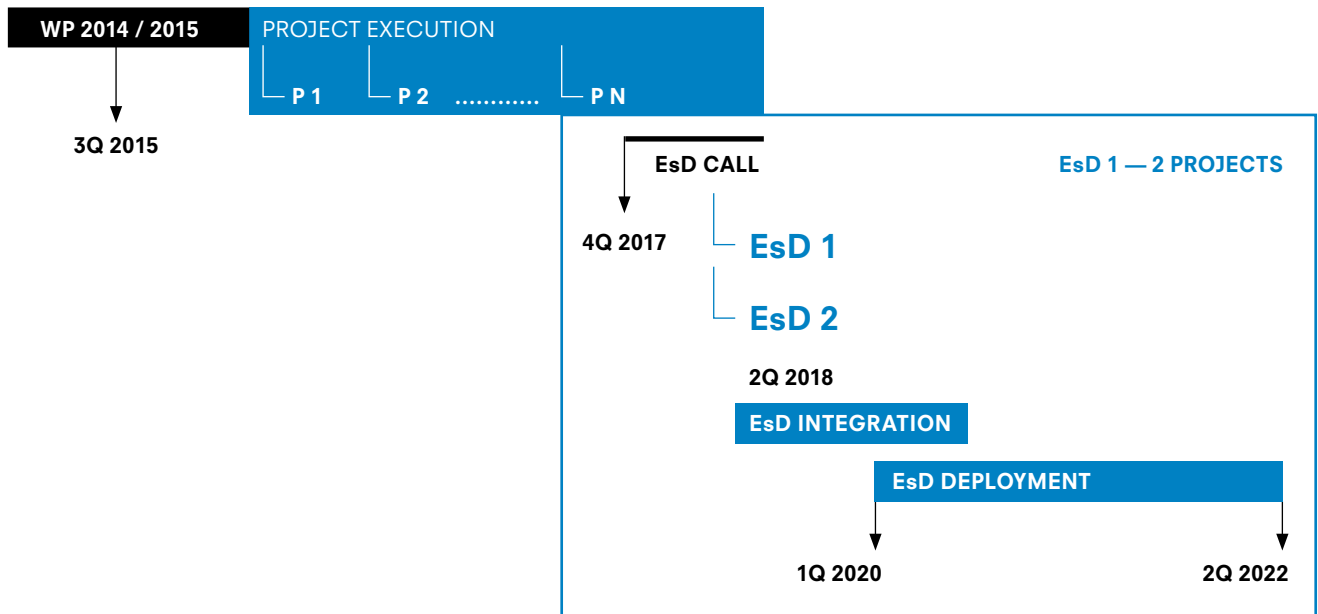 WP 2014 / 2015
PROJECT EXECUTION
P 1
P 2
............
P N
3Q 2015
EsD CALL
EsD 1 — 2 PROJECTS
4Q 2017
EsD 1
EsD 2
2Q 2018
EsD INTEGRATION
EsD DEPLOYMENT
1Q 2020
2Q 2022